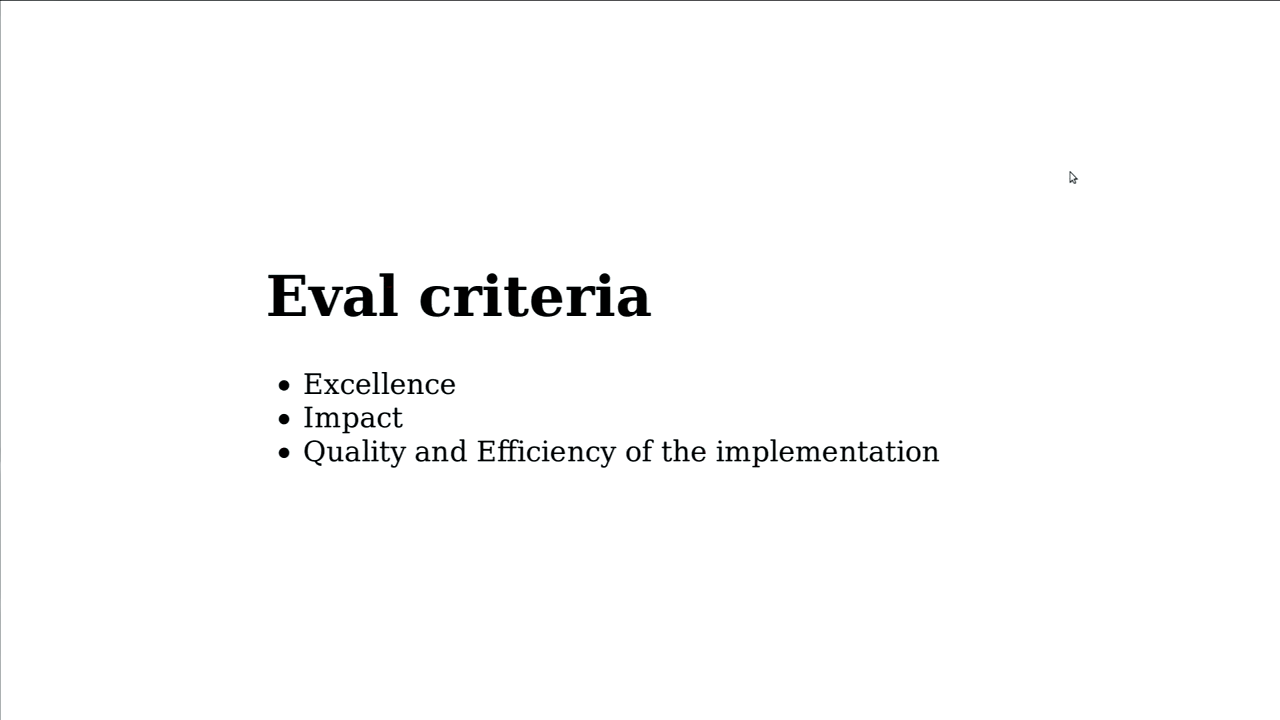 Eval criteria
Excellence
Impact
Quality and Efficiency of the implementation